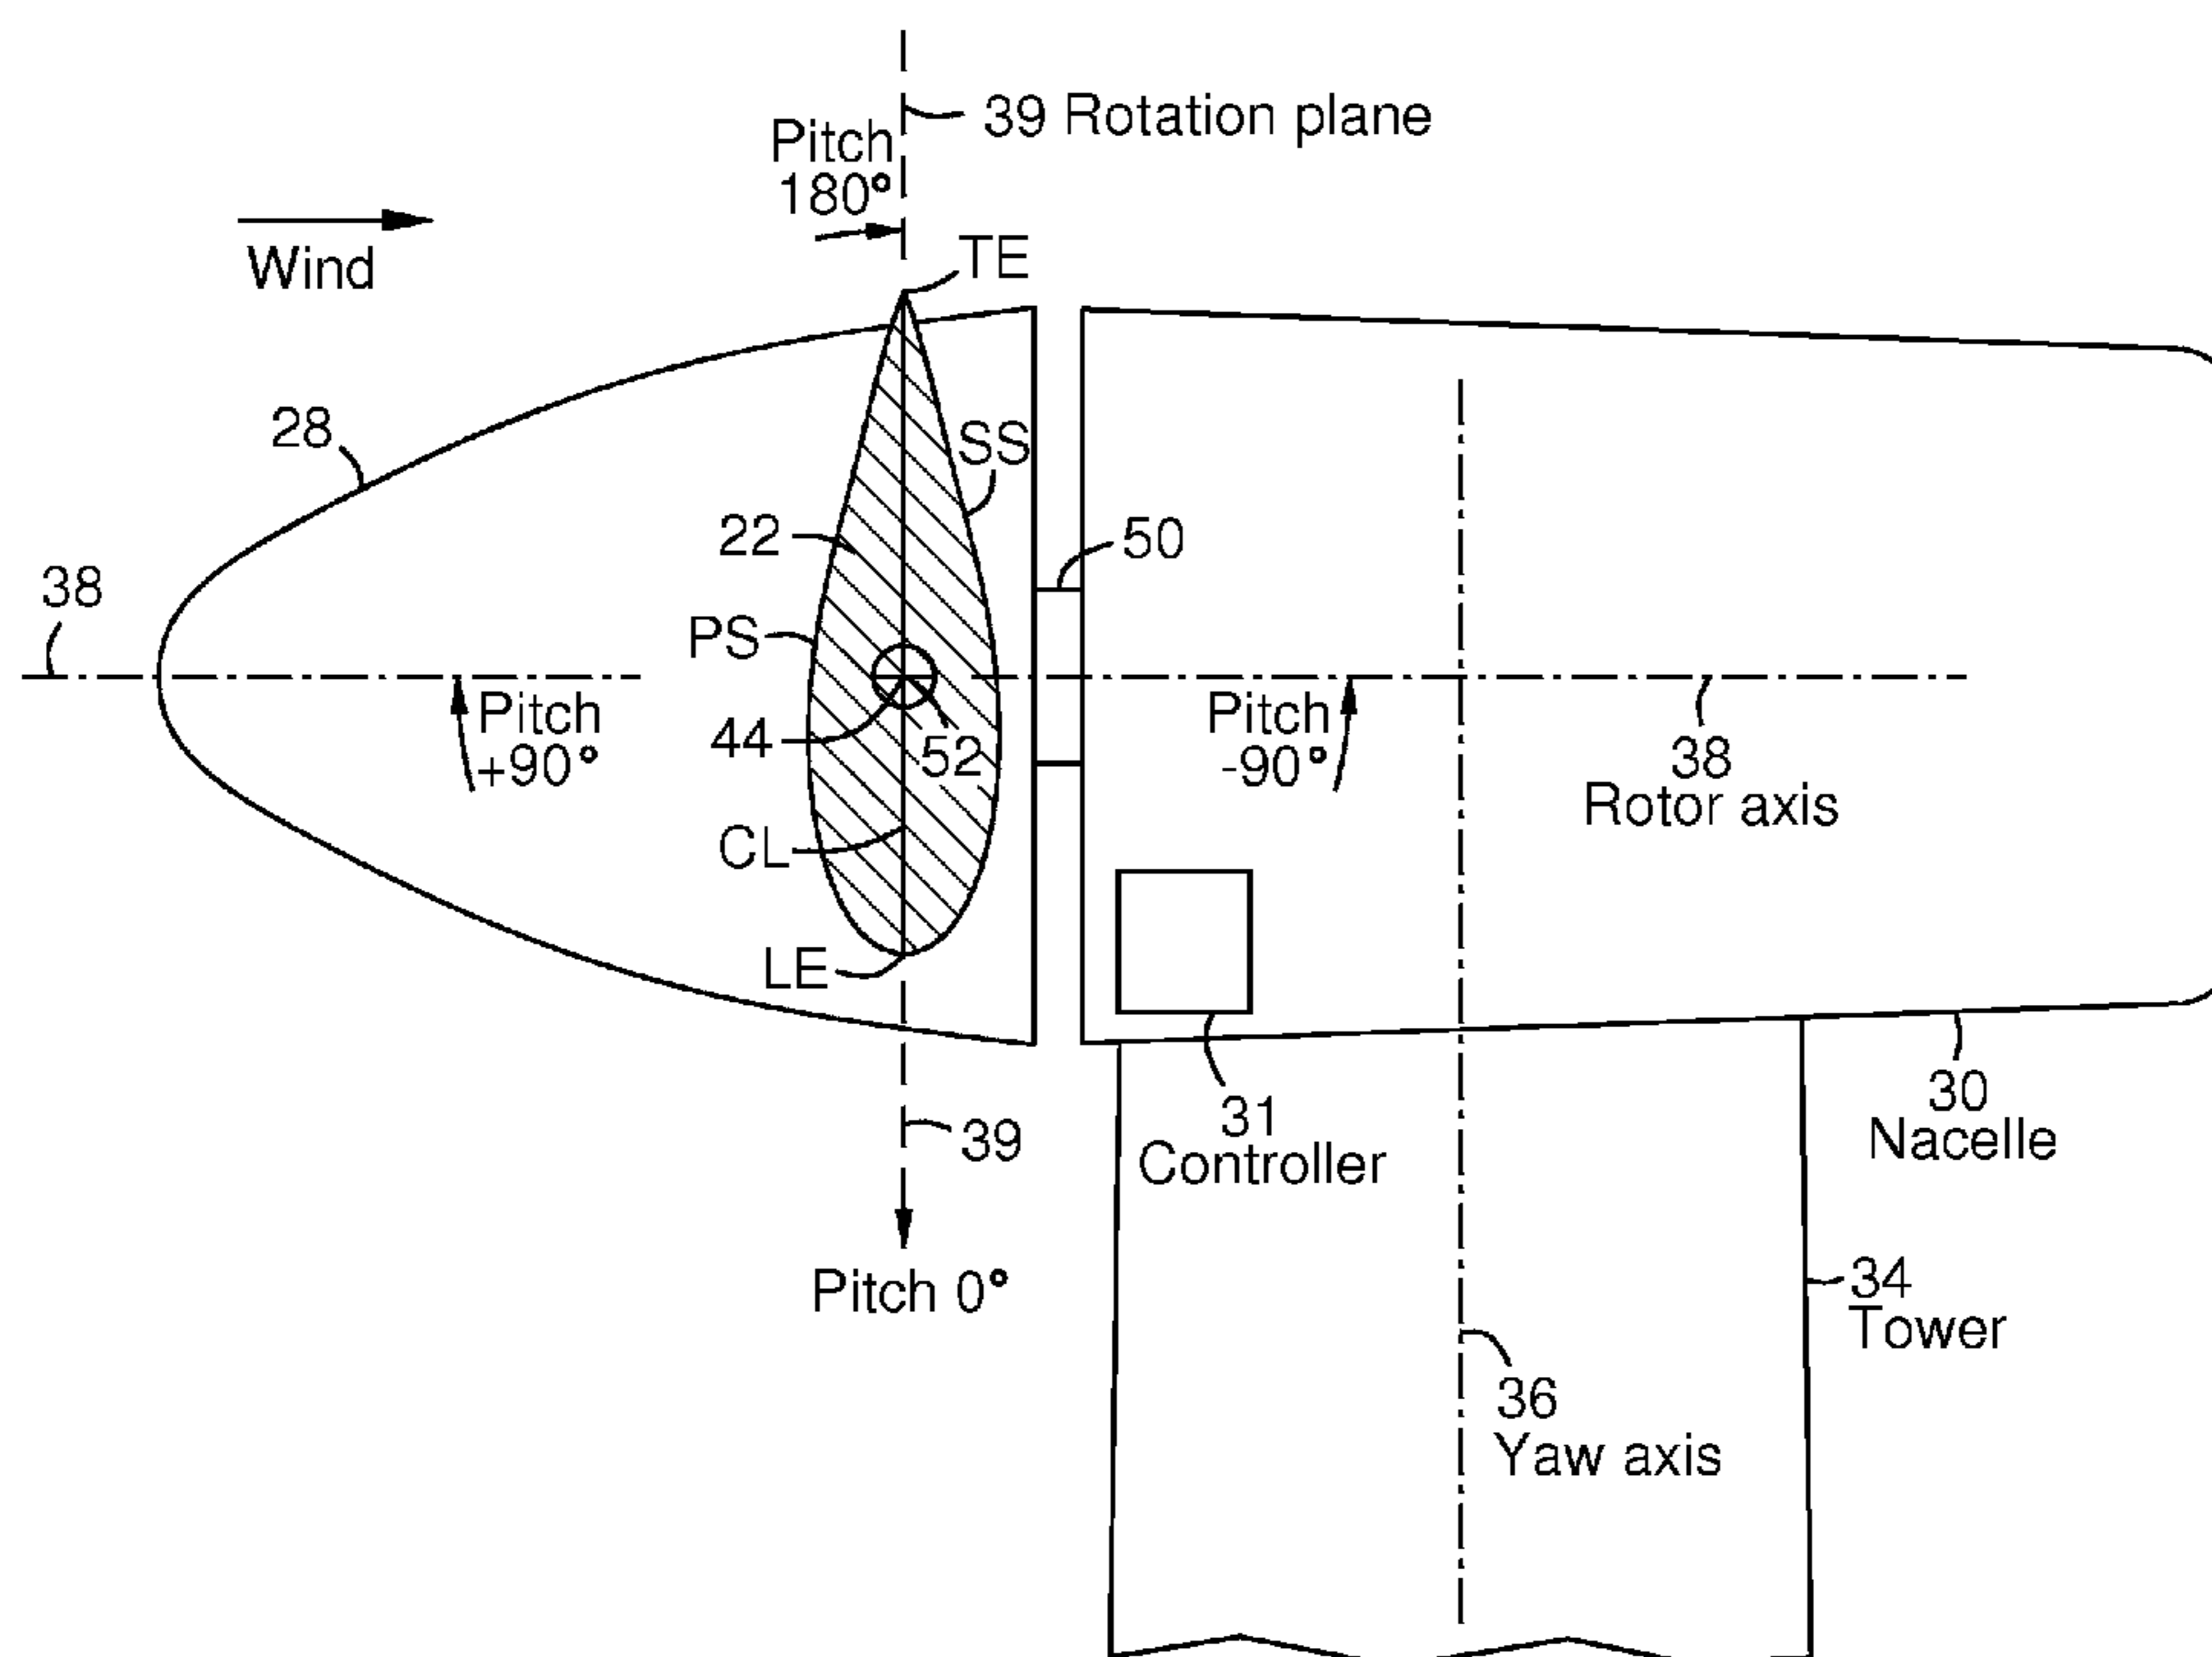 39 Rotation plane
Pitch
180°
Wind
TE
28
SS
22
50
38
PS
Pitch
+90°
44
52
Pitch
-90°
38
Rotor axis
CL
LE
31
Controller
30
Nacelle
39
Pitch 0°
34
Tower
36
Yaw axis